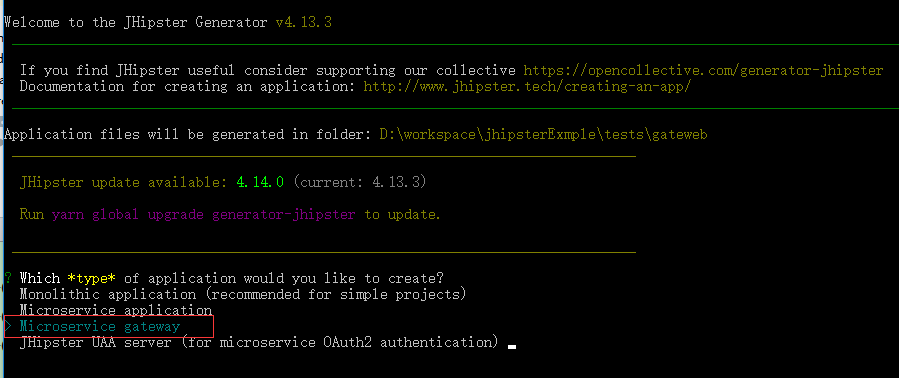 Welcome to the JHipster Generator v4.13.3
If you find JHipster useful consider supporting our collective https://opencollective.com/generator-jhipster
Documentation for creating an application: http://www.jhipster.tech/creating-an-app/
Application files will be generated in folder: D:\workspace\jhipsterExmple\tests\gateweb
JHipster update available: 4.14.0 (current: 4.13.3)
Run yarn global upgrade generator-jhipster to update.
? Which *type* of application would you like to create?
Monolithic application (recommended for simple projects)
Microservice application
> Microservice gateway
JHipster UAA server (for microservice OAuth2 authentication)